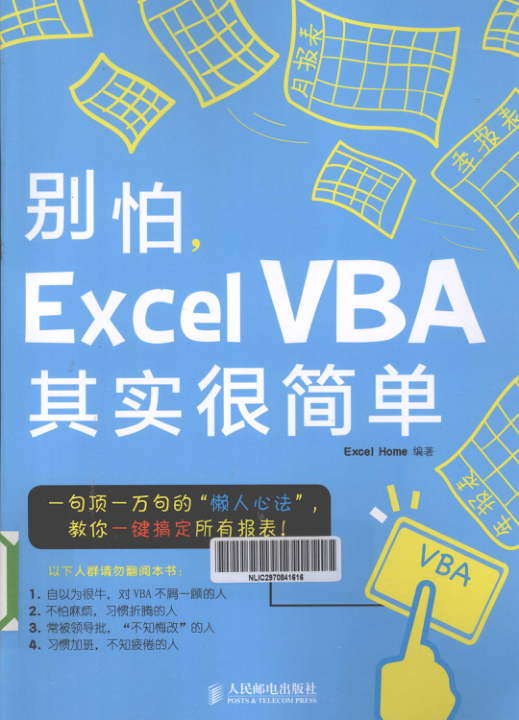 月报表
季报表
别怕,
Excel VBA
其实很简单
Excel Home 编著
一句顶一万句的“懒人心法”,
教你一键搞定所有报表!
年报表
VBA
NLIC2970841616
以下人群请勿翻阅本书:
1. 自以为很牛,对VBA不屑一顾的人
2. 不怕麻烦,习惯折腾的人
3. 常被领导批,“不知悔改”的人
4. 习惯加班,不知疲倦的人
人民邮电出版社
POSTS & TELECOM PRESS